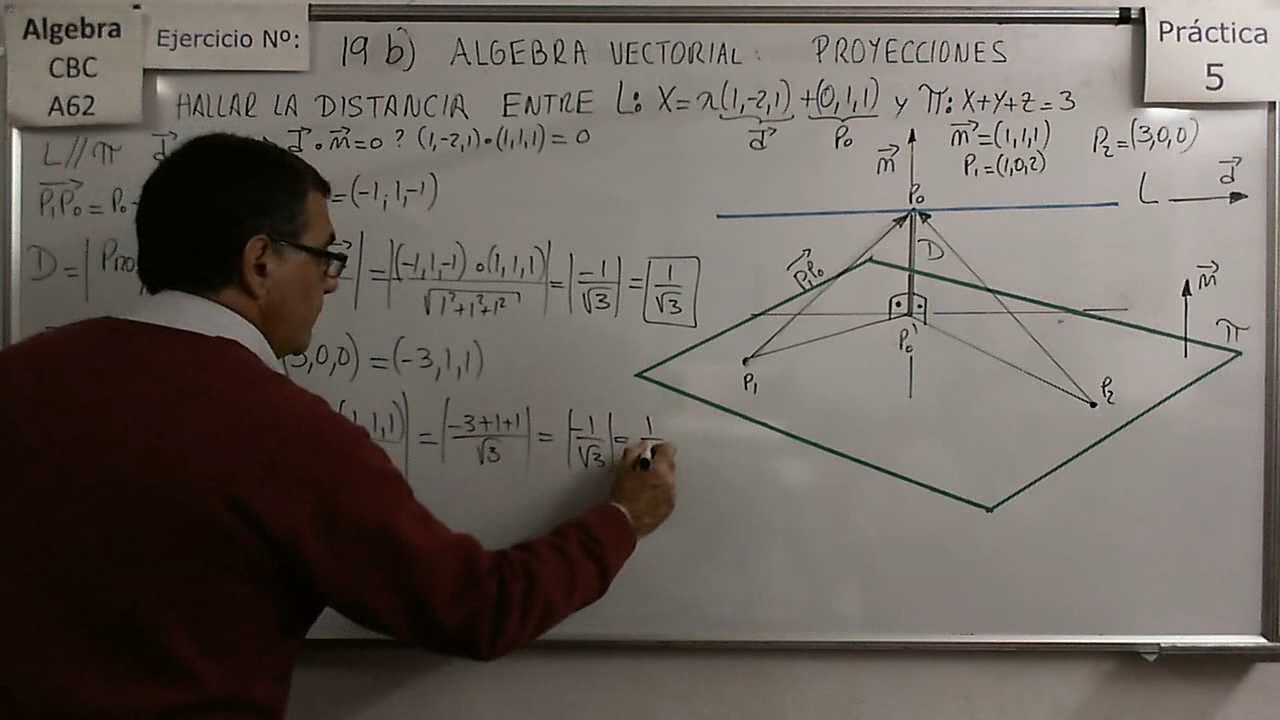 Algebra
CBC
A62
Ejercicio Nº:
Práctica
5
19 b) ALGEBRA VECTORIAL: PROYECCIONES
HALLAR LA DISTANCIA ENTRE L: X=λ(1,-2,1)+(0,1,1) y π: X+Y+Z=3
d⃗ P₀
L//π d⃗ d⃗∘n⃗=0 ? (1,-2,1)∘(1,1,1)=0
n⃗=(1,1,1) P₂=(3,0,0)
P₁=(1,0,2)
P₁P₀ = P₀- =(-1,1,-1)
D=| Pro |=|(-1,1,-1)∘(1,1,1)/√1²+1²+1²|=|-1/√3|=1/√3
3,0,0)=(-3,1,1)
(1,1,1)|=|-3+1+1/√3|=|-1/√3|=1
n⃗
P₀
L d⃗
D
P₁P₀
n⃗
π
P₀'
P₁
P₂